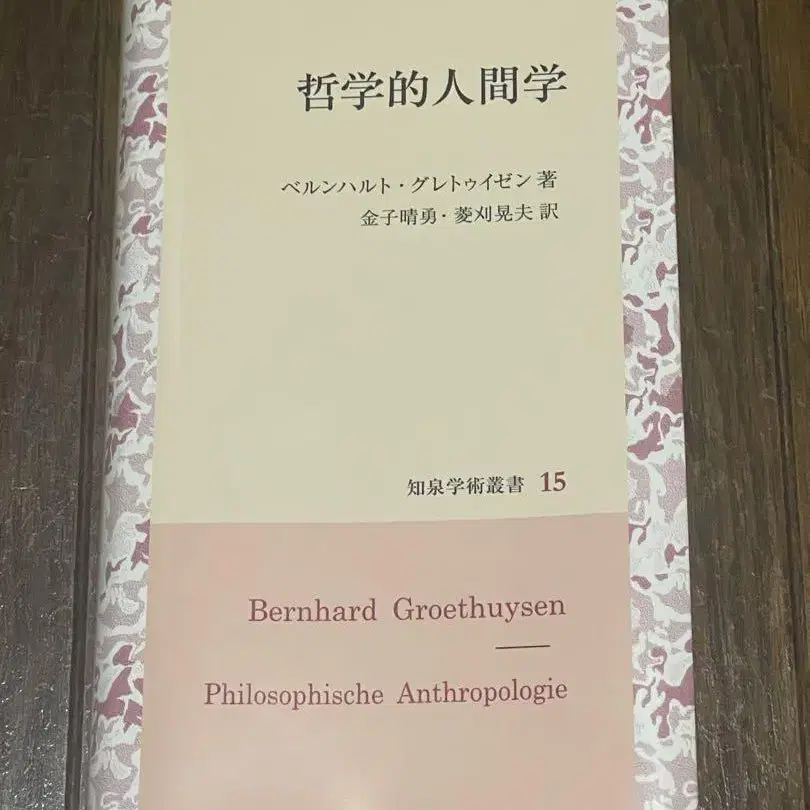 哲学的人間学
ベルンハルト・グレトゥイゼン 著
金子晴勇・菱刈晃夫 訳
知泉学術叢書 15
Bernhard Groethuysen
Philosophische Anthropologie